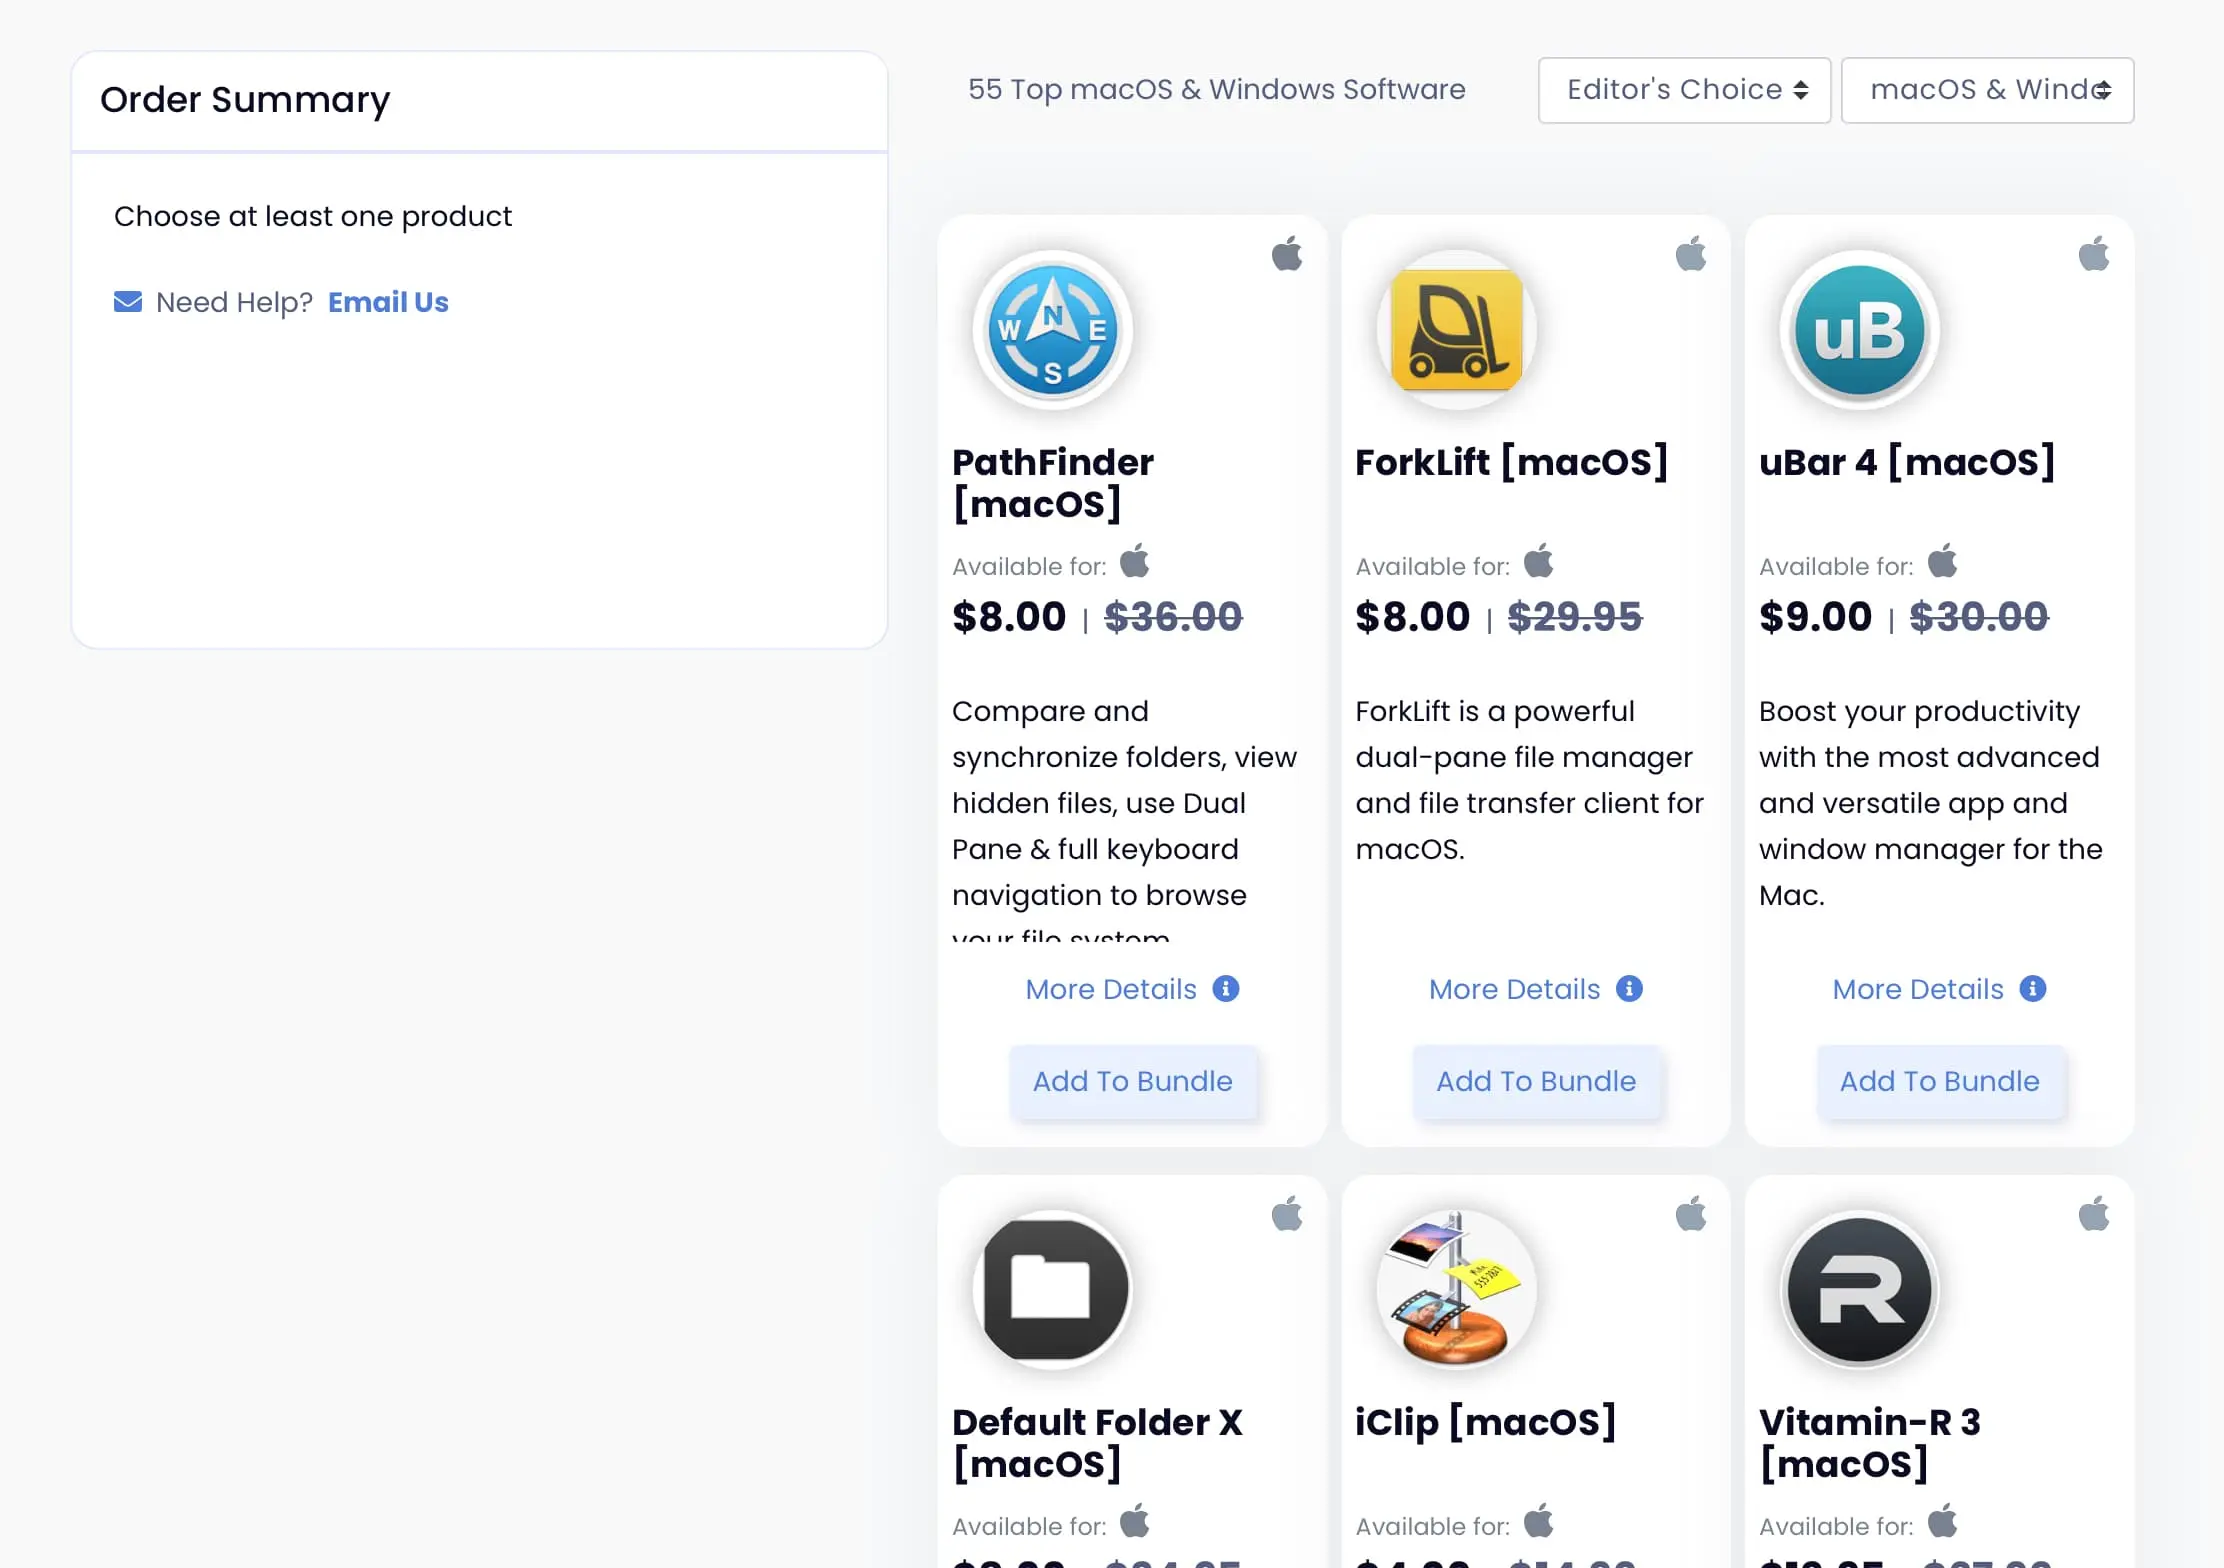 Order Summary
Choose at least one product
Need Help? Email Us
55 Top macOS & Windows Software
Editor's Choice
macOS & Windo
W N E
S
PathFinder
[macOS]
Available for:
$8.00 | $36.00
Compare and
synchronize folders, view
hidden files, use Dual
Pane & full keyboard
navigation to browse
your file system
More Details
Add To Bundle
ForkLift [macOS]
Available for:
$8.00 | $29.95
ForkLift is a powerful
dual-pane file manager
and file transfer client for
macOS.
More Details
Add To Bundle
uB
uBar 4 [macOS]
Available for:
$9.00 | $30.00
Boost your productivity
with the most advanced
and versatile app and
window manager for the
Mac.
More Details
Add To Bundle
Default Folder X
[macOS]
Available for:
iClip [macOS]
Available for:
R
Vitamin-R 3
[macOS]
Available for: